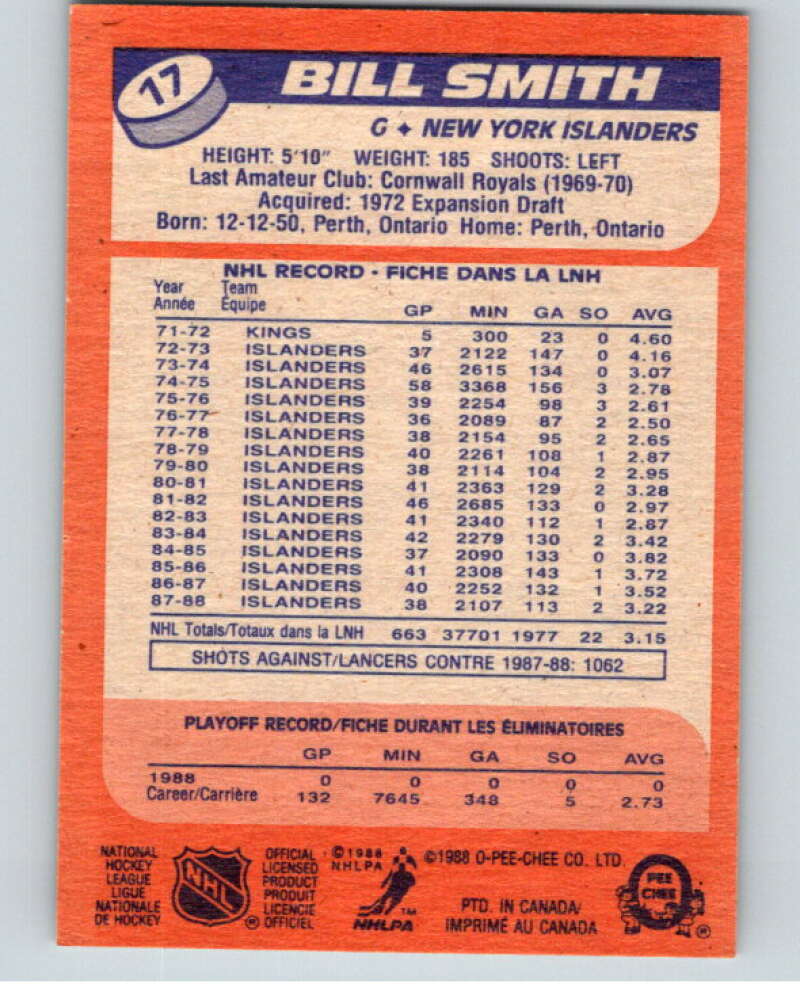 17
BILL SMITH
G ✦ NEW YORK ISLANDERS
HEIGHT: 5'10" WEIGHT: 185 SHOOTS: LEFT
Last Amateur Club: Cornwall Royals (1969-70)
Acquired: 1972 Expansion Draft
Born: 12-12-50, Perth, Ontario Home: Perth, Ontario
NHL RECORD • FICHE DANS LA LNH
Year Team
Année Équipe GP MIN GA SO AVG
71-72 KINGS 5 300 23 0 4.60
72-73 ISLANDERS 37 2122 147 0 4.16
73-74 ISLANDERS 46 2615 134 0 3.07
74-75 ISLANDERS 58 3368 156 3 2.78
75-76 ISLANDERS 39 2254 98 3 2.61
76-77 ISLANDERS 36 2089 87 2 2.50
77-78 ISLANDERS 38 2154 95 2 2.65
78-79 ISLANDERS 40 2261 108 1 2.87
79-80 ISLANDERS 38 2114 104 2 2.95
80-81 ISLANDERS 41 2363 129 2 3.28
81-82 ISLANDERS 46 2685 133 0 2.97
82-83 ISLANDERS 41 2340 112 1 2.87
83-84 ISLANDERS 42 2279 130 2 3.42
84-85 ISLANDERS 37 2090 133 0 3.82
85-86 ISLANDERS 41 2308 143 1 3.72
86-87 ISLANDERS 40 2252 132 1 3.52
87-88 ISLANDERS 38 2107 113 2 3.22
NHL Totals/Totaux dans la LNH 663 37701 1977 22 3.15
SHOTS AGAINST/LANCERS CONTRE 1987-88: 1062
PLAYOFF RECORD/FICHE DURANT LES ÉLIMINATOIRES
GP MIN GA SO AVG
1988 0 0 0 0 0
Career/Carrière 132 7645 348 5 2.73
NATIONAL
HOCKEY
LEAGUE
LIGUE
NATIONALE
DE HOCKEY
NHL
®
OFFICIAL
LICENSED
PRODUCT
PRODUIT
LICENCIE
OFFICIEL
©1988
NHLPA
TM
NHLPA
©1988 O-PEE-CHEE CO. LTD.
PTD. IN CANADA/
IMPRIMÉ AU CANADA
O
PEE
CHEE
®